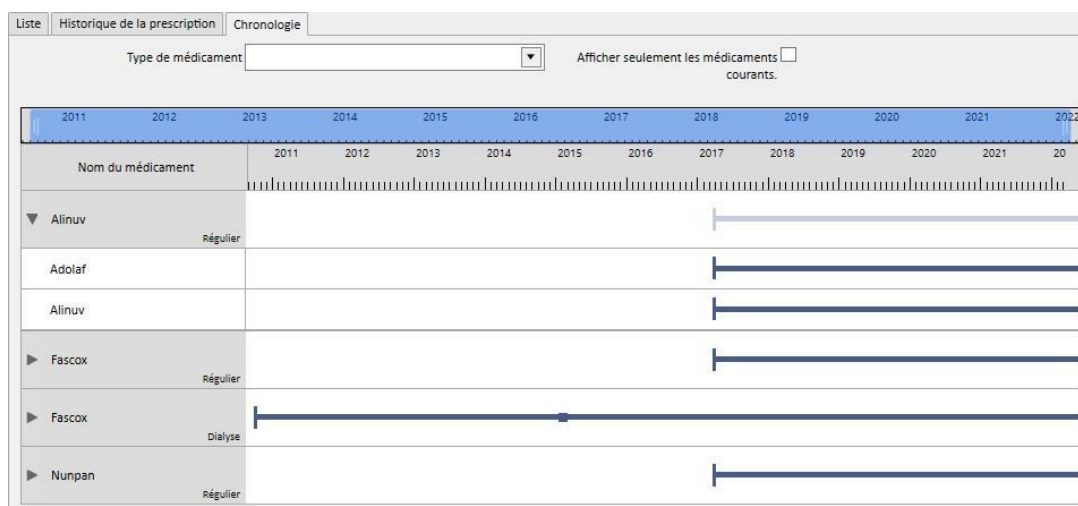 Liste Historique de la prescription Chronologie
Type de médicament Afficher seulement les médicaments
courants.
2011 2012 2013 2014 2015 2016 2017 2018 2019 2020 2021 2022
Nom du médicament 2011 2012 2013 2014 2015 2016 2017 2018 2019 2020 2021 20
Alinuv
Régulier
Adolaf
Alinuv
Fascox
Régulier
Fascox
Dialyse
Nunpan
Régulier